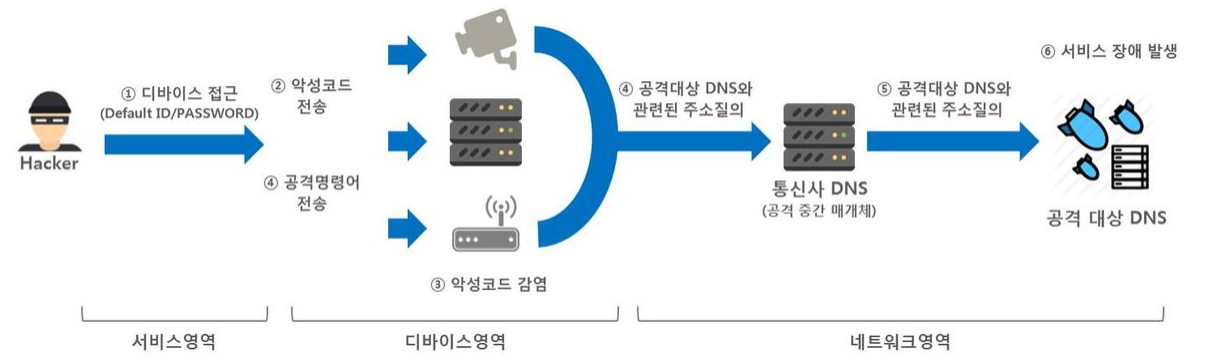 Hacker
① 디바이스 접근
(Default ID/PASSWORD)
② 악성코드
전송
④ 공격명령어
전송
③ 악성코드 감염
④ 공격대상 DNS와
관련된 주소질의
통신사 DNS
(공격 중간 매개체)
⑤ 공격대상 DNS와
관련된 주소질의
⑥ 서비스 장애 발생
공격 대상 DNS
서비스영역
디바이스영역
네트워크영역